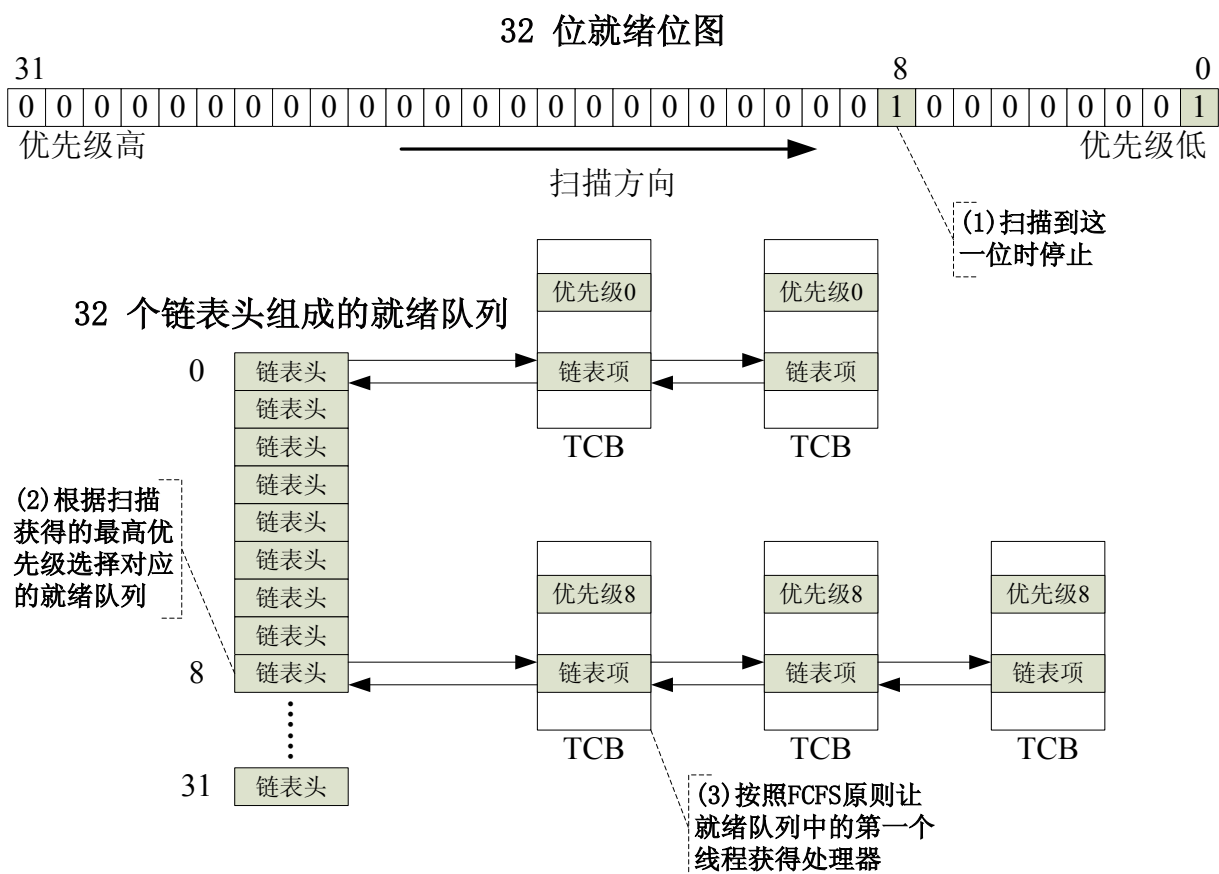 32 位就绪位图
31 8 0
0 0 0 0 0 0 0 0 0 0 0 0 0 0 0 0 0 0 0 0 0 0 0 1 0 0 0 0 0 0 0 1
优先级高
优先级低
扫描方向
(1)扫描到这
一位时停止
32 个链表头组成的就绪队列
优先级0
优先级0
0
链表头
链表项
链表项
链表头
TCB
TCB
链表头
链表头
链表头
链表头
链表头
链表头
(2)根据扫描
获得的最高优
先级选择对应
的就绪队列
优先级8
优先级8
优先级8
8
链表头
链表项
链表项
链表项
TCB
TCB
TCB
31
链表头
(3)按照FCFS原则让
就绪队列中的第一个
线程获得处理器